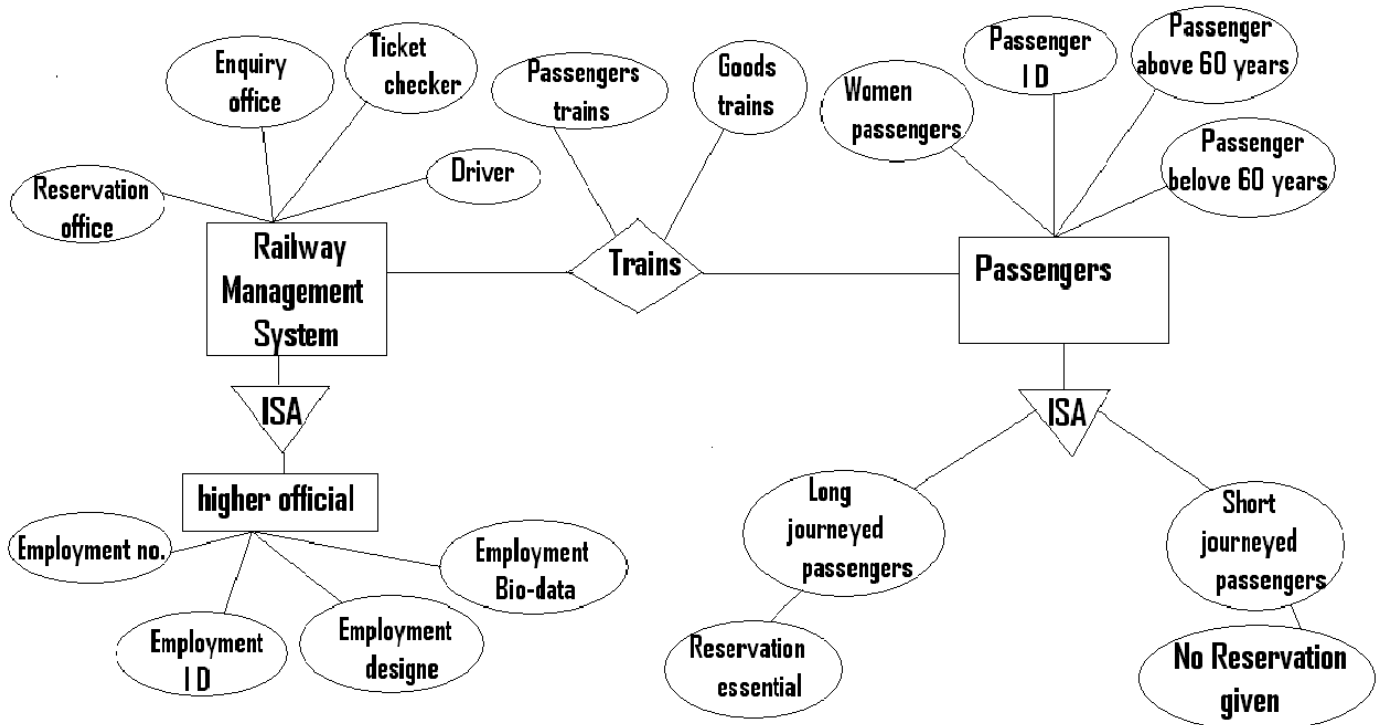 Enquiry
office
Ticket
checker
Passengers
trains
Goods
trains
Women
passengers
Passenger
I D
Passenger
above 60 years
Passenger
belove 60 years
Reservation
office
Driver
Railway
Management
System
Trains
Passengers
ISA
ISA
higher official
Employment no.
Employment
I D
Employment
designe
Employment
Bio-data
Long
journeyed
passengers
Short
journeyed
passengers
Reservation
essential
No Reservation
given